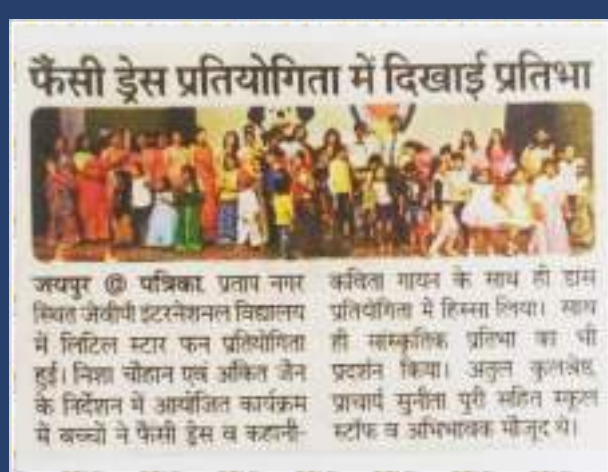 फैंसी ड्रेस प्रतियोगिता में दिखाई प्रतिभा
जयपुर @ पत्रिका. प्रताप नगर
स्थित जेवीपी इंटरनेशनल विद्यालय
में लिटिल स्टार फन प्रतियोगिता
हुई। निशा चौहान एवं अंकित जैन
के निर्देशन में आयोजित कार्यक्रम
में बच्चों ने फैंसी ड्रेस व कहानी-
कविता गायन के साथ ही डांस
प्रतियोगिता में हिस्सा लिया। साथ
ही सांस्कृतिक प्रतिभा का भी
प्रदर्शन किया। अतुल कुलश्रेष्ठ,
प्राचार्य सुनीता पुरी सहित स्कूल
स्टॉफ व अभिभावक मौजूद थे।